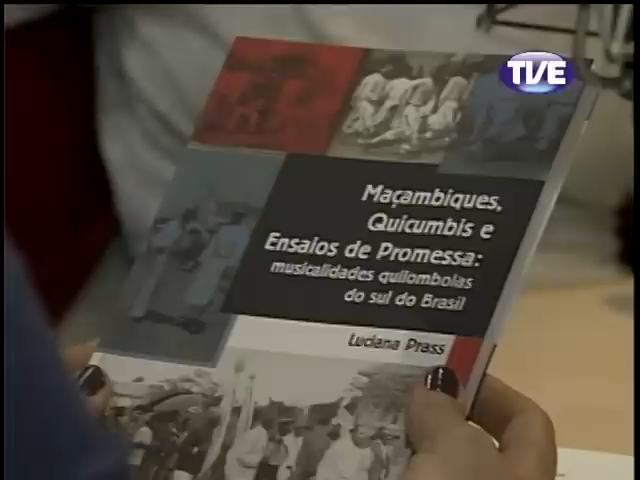 TVE
Maçambiques,
Quicumbis e
Ensaios de Promessa:
musicalidades quilombolas
do sul do Brasil
Luciana Prass